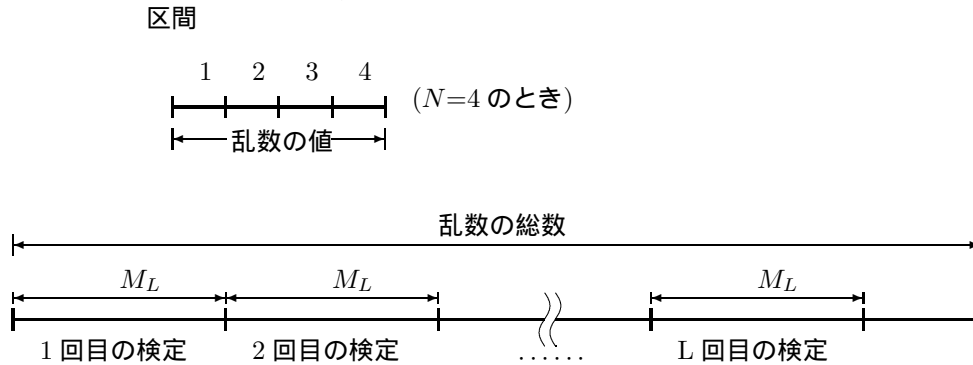 区間
1 2 3 4
(N=4 のとき)
乱数の値
乱数の総数
M_L M_L M_L
1 回目の検定 2 回目の検定 ...... L 回目の検定